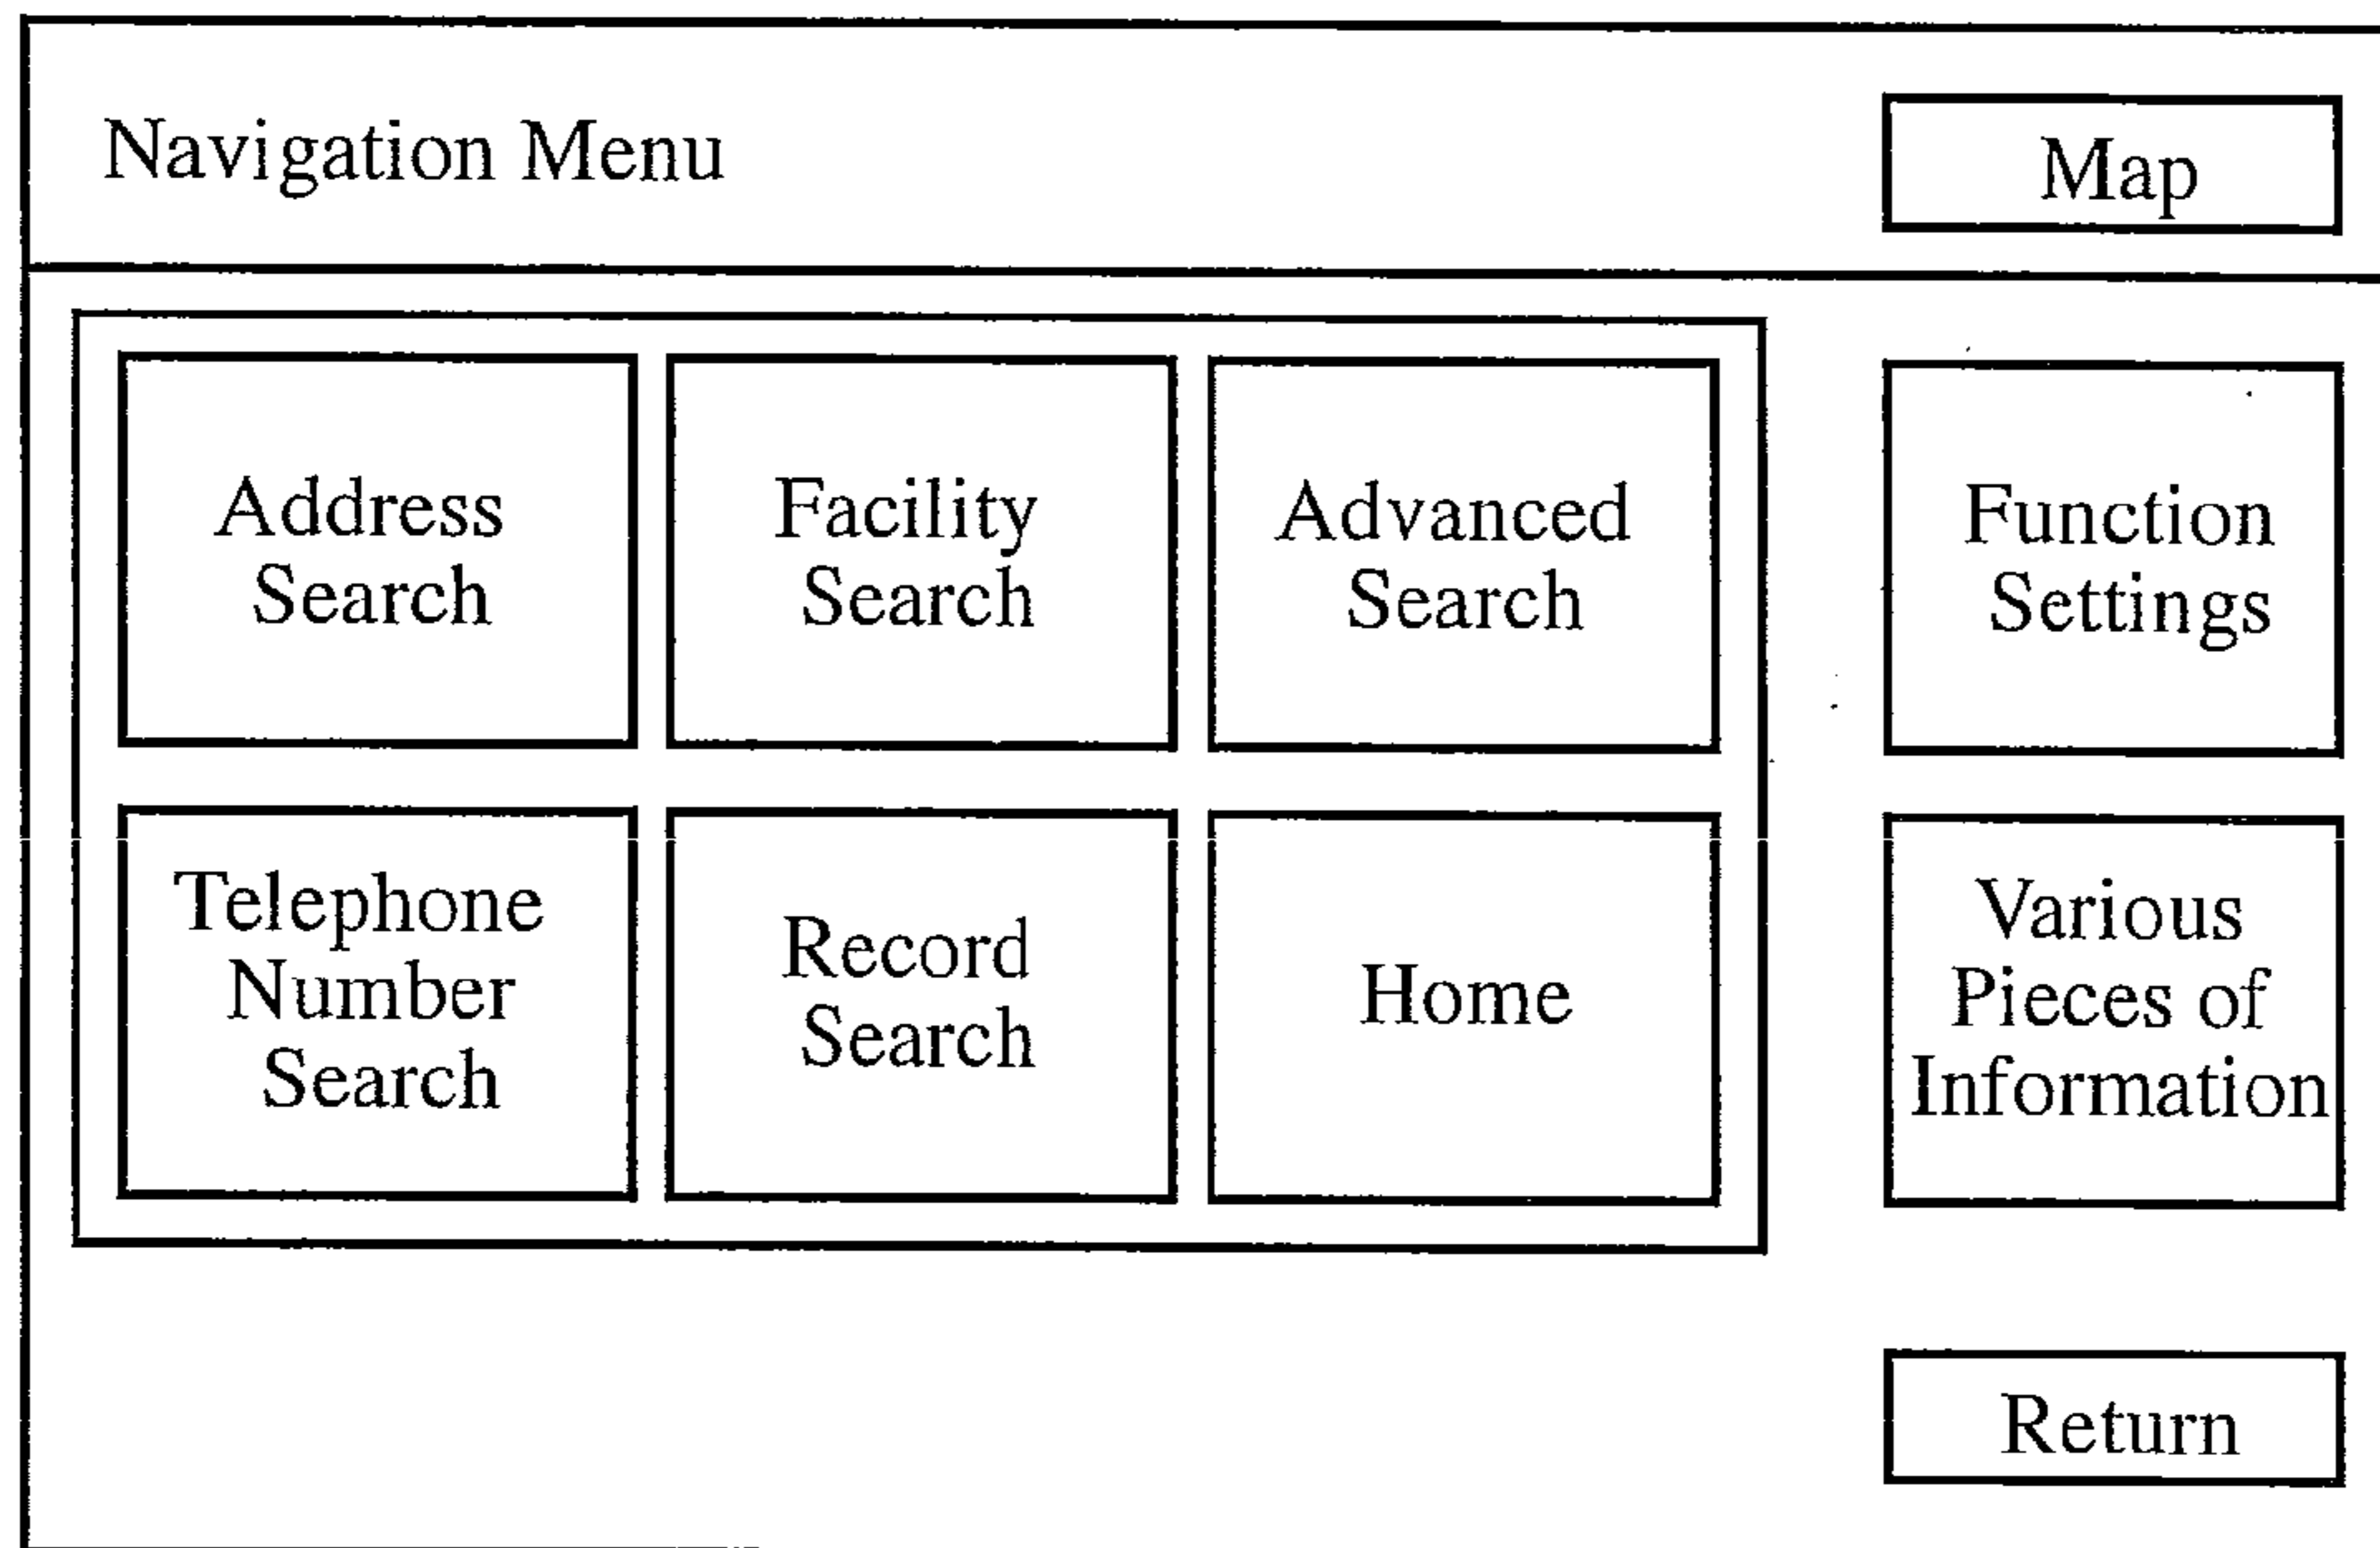 Navigation Menu
Map
Address
Search
Facility
Search
Advanced
Search
Function
Settings
Telephone
Number
Search
Record
Search
Home
Various
Pieces of
Information
Return